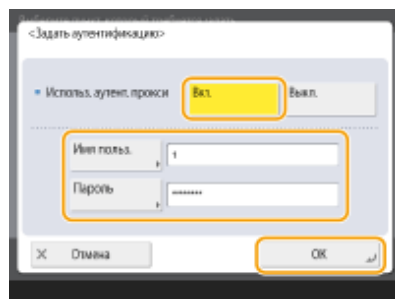 <Задать аутентификацию>
Использ. аутент. прокси Вкл. Выкл.
Имя польз. 1
Пароль ********
Отмена OK